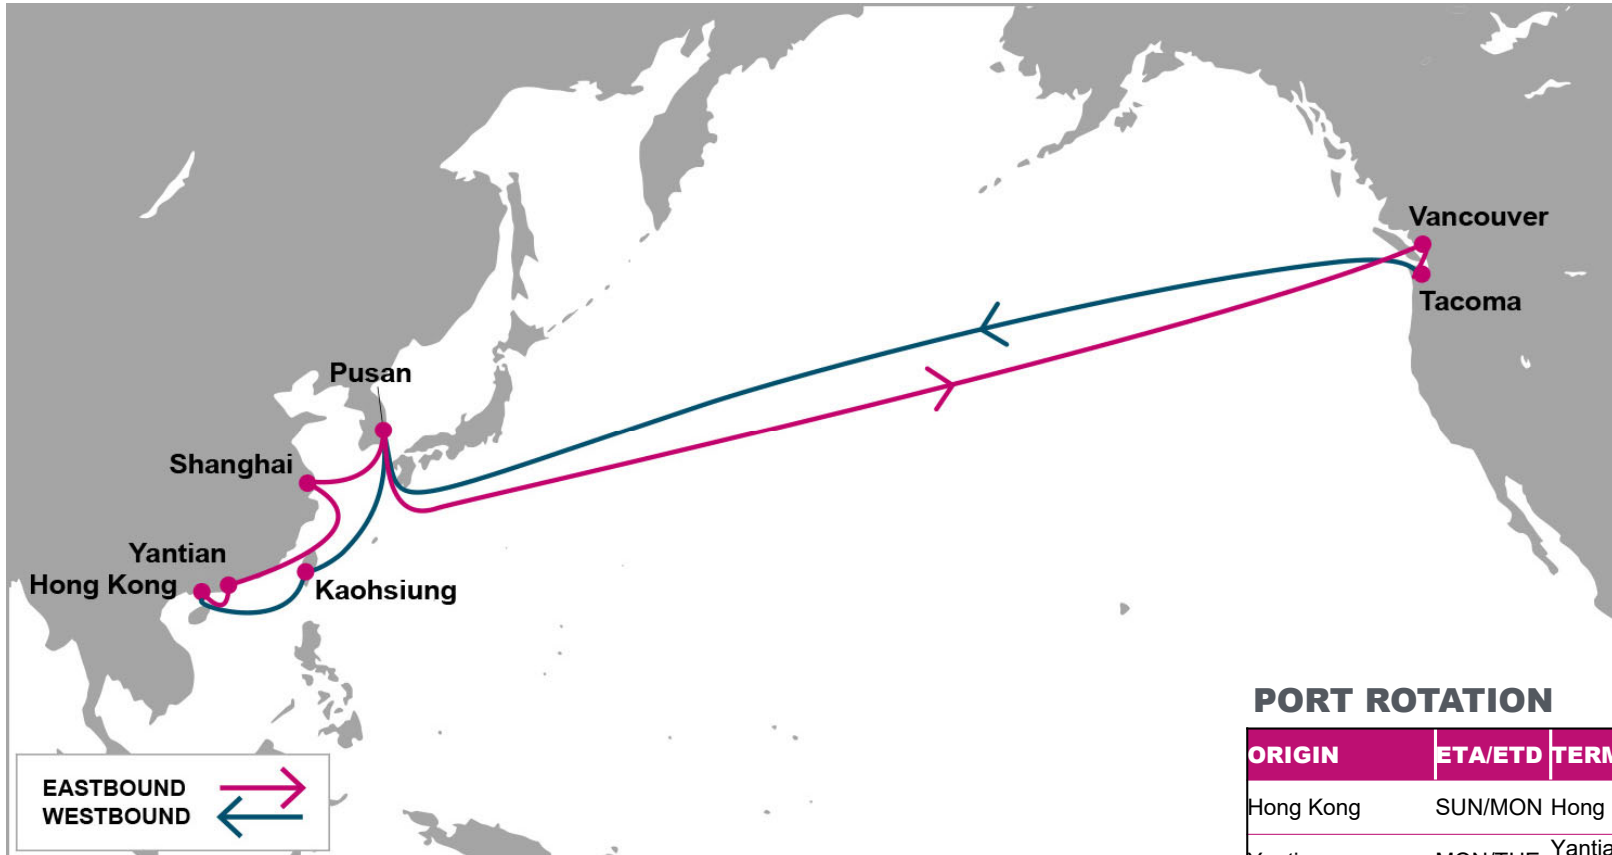 Vancouver
Tacoma
Pusan
Shanghai
Yantian
Hong Kong
Kaohsiung
EASTBOUND
WESTBOUND
PORT ROTATION
ORIGIN ETA/ETD
Hong Kong SUN/MON Hong